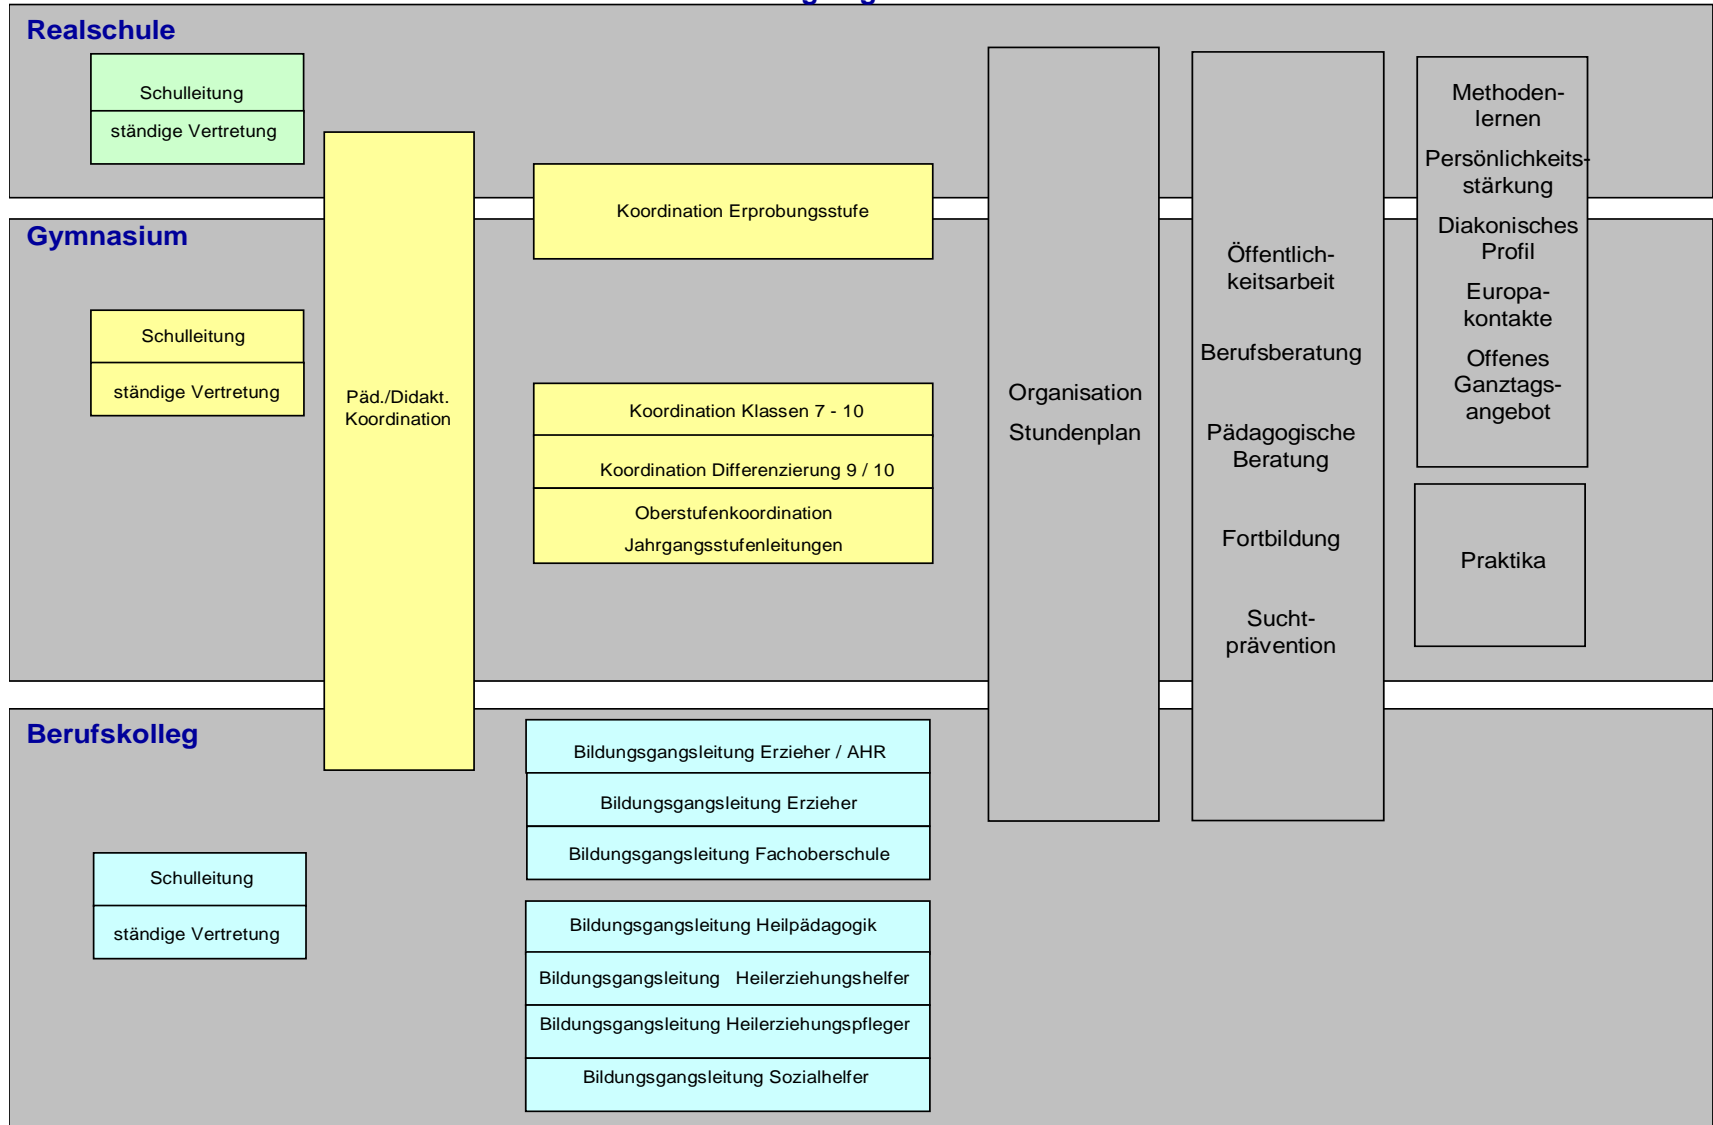 Realschule
Schulleitung
ständige Vertretung
Koordination Erprobungsstufe
Gymnasium
Schulleitung
ständige Vertretung
Päd./Didakt.
Koordination
Koordination Klassen 7 - 10
Koordination Differenzierung 9 / 10
Oberstufenkoordination
Jahrgangsstufenleitungen
Organisation
Stundenplan
Öffentlich-
keitsarbeit
Berufsberatung
Pädagogische
Beratung
Fortbildung
Sucht-
prävention
Methoden-
lernen
Persönlichkeits-
stärkung
Diakonisches
Profil
Europa-
kontakte
Offenes
Ganztags-
angebot
Praktika
Berufskolleg
Schulleitung
ständige Vertretung
Bildungsgangsleitung Erzieher / AHR
Bildungsgangsleitung Erzieher
Bildungsgangsleitung Fachoberschule
Bildungsgangsleitung Heilpädagogik
Bildungsgangsleitung Heilerziehungshelfer
Bildungsgangsleitung Heilerziehungspfleger
Bildungsgangsleitung Sozialhelfer